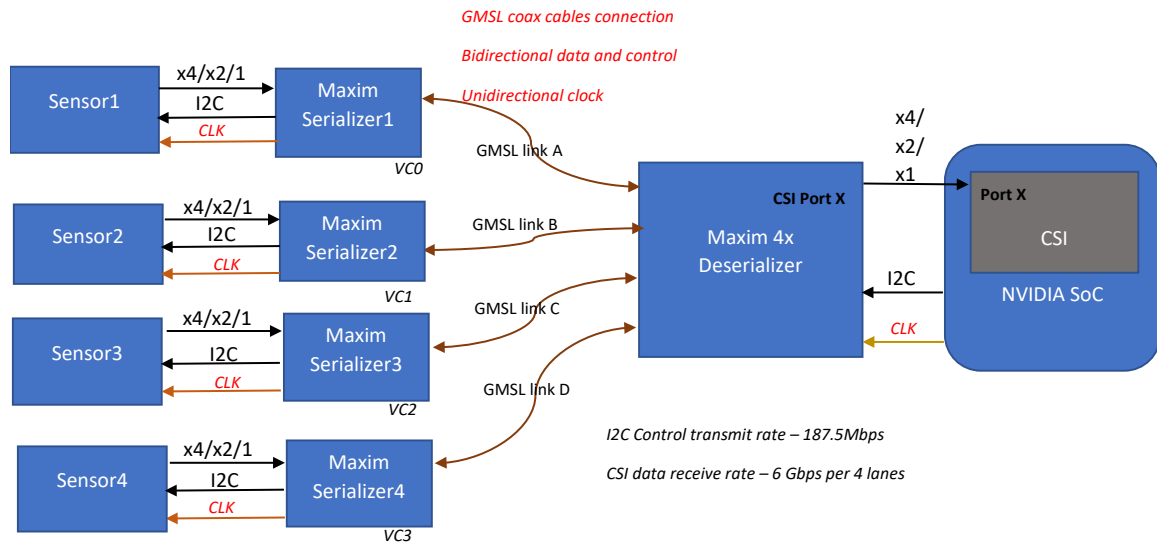 GMSL coax cables connection
Bidirectional data and control
Unidirectional clock
Sensor1
x4/x2/1
I2C
CLK
Maxim
Serializer1
VC0
GMSL link A
Sensor2
x4/x2/1
I2C
CLK
Maxim
Serializer2
VC1
GMSL link B
Sensor3
x4/x2/1
I2C
CLK
Maxim
Serializer3
VC2
GMSL link C
Sensor4
x4/x2/1
I2C
CLK
Maxim
Serializer4
VC3
GMSL link D
CSI Port X
Maxim 4x
Deserializer
x4/
x2/
x1
I2C
CLK
Port X
CSI
NVIDIA SoC
I2C Control transmit rate – 187.5Mbps
CSI data receive rate – 6 Gbps per 4 lanes